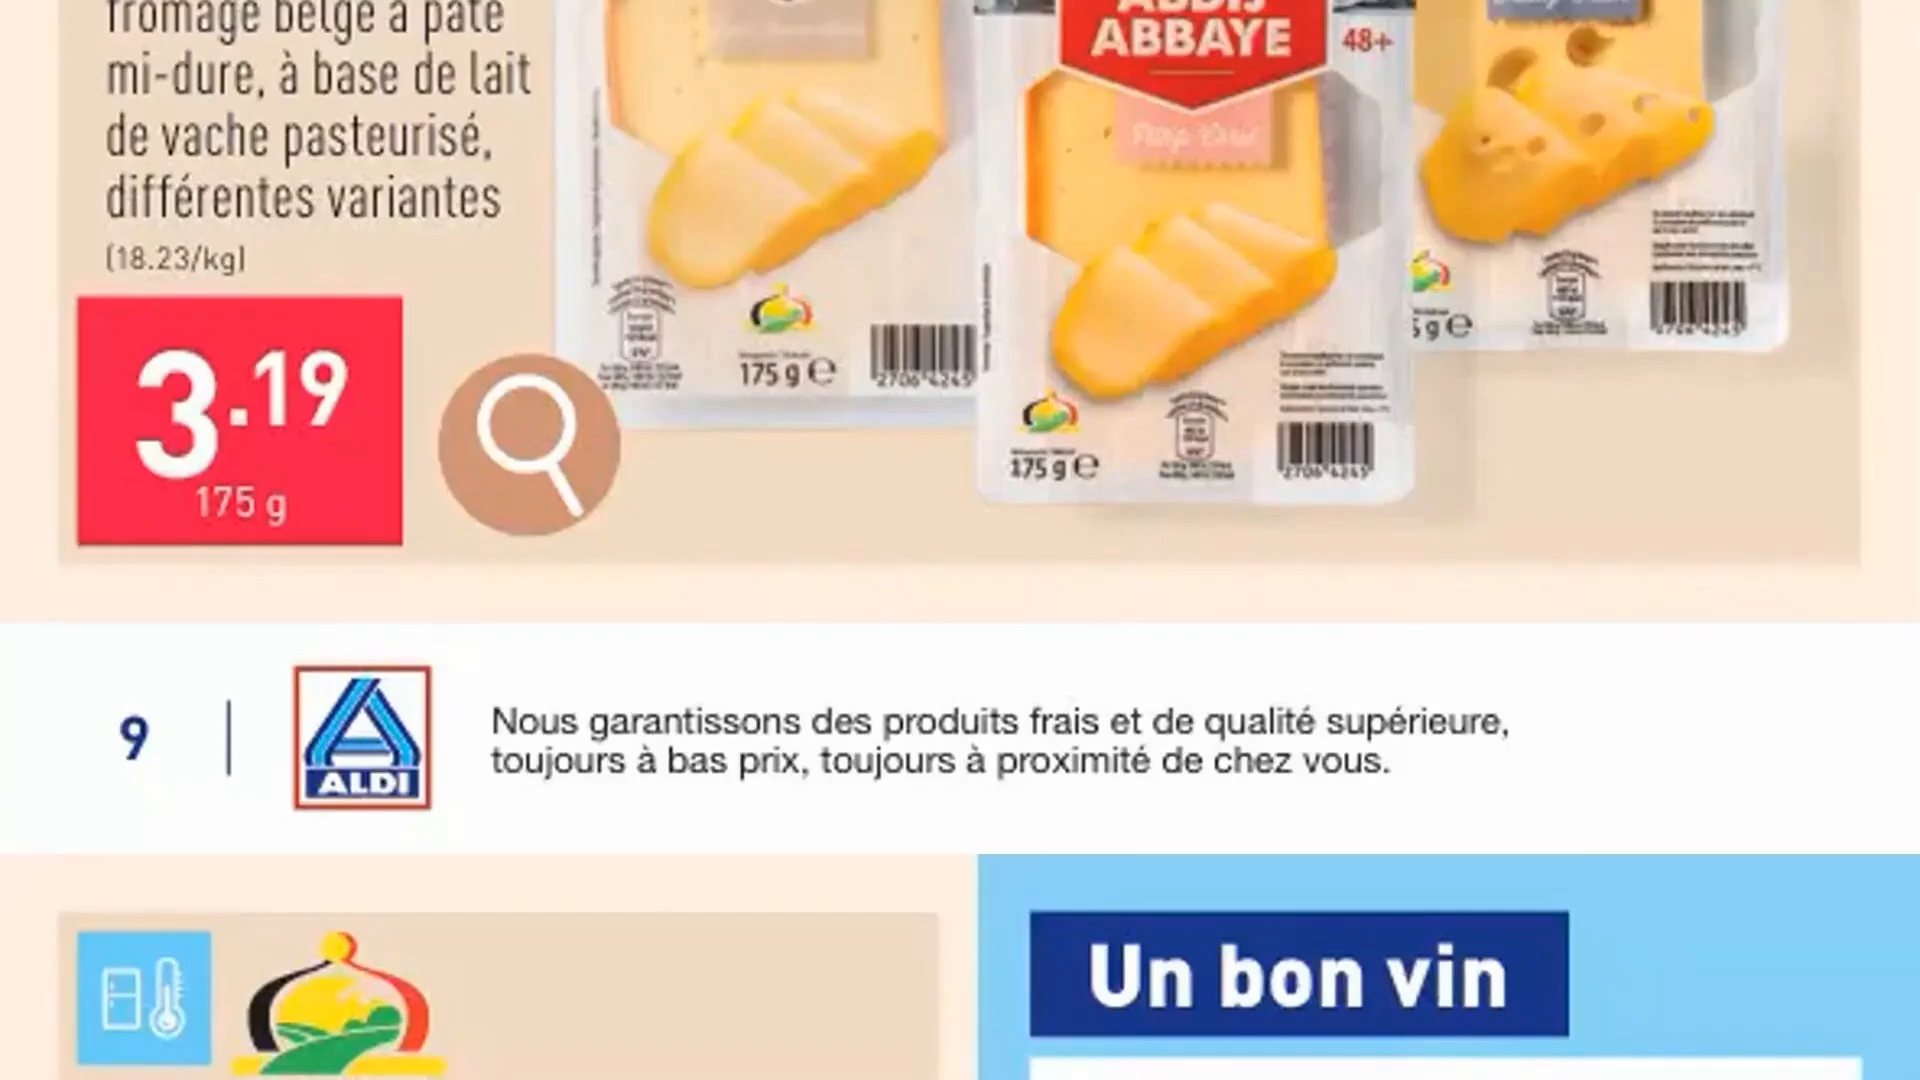 fromage belge à pâte
mi-dure, à base de lait
de vache pasteurisé,
différentes variantes
(18.23/kg)
3.19
175 g
ABBAYE
48+
175 g e
175 g e
g e
9
ALDI
Nous garantissons des produits frais et de qualité supérieure,
toujours à bas prix, toujours à proximité de chez vous.
Un bon vin